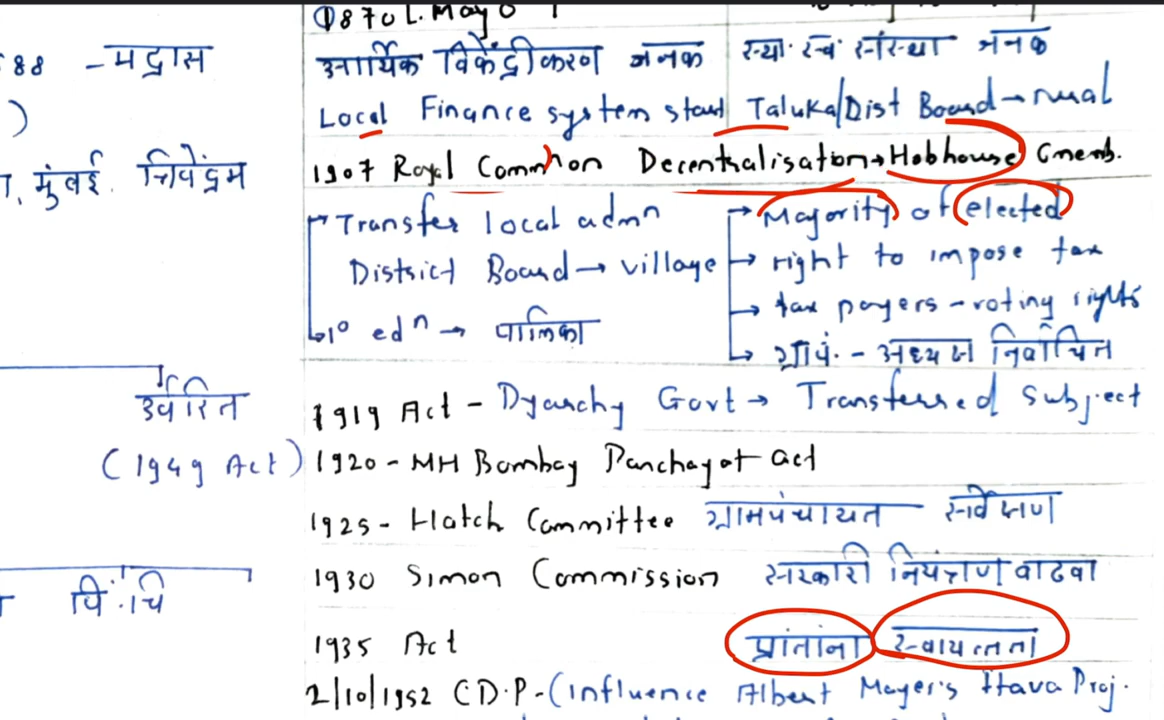 1870 L. Mayo
आर्थिक विकेंद्रीकरण जनक स्था. स्व संस्था जनक
Local Finance system start Taluka/Dist Board → rural
1907 Royal Commn on Decentralisation → Hobhouse
Transfer local admn
District Board → village
1° edn → पालिका
→ Majority of elected
→ right to impose tax
→ tax payers - voting rights
→ ग्रापं. - अध्यक्ष निर्वाचित
1919 Act - Dyarchy Govt → Transferred Subject
1920 - MH Bombay Panchayat act
1925 - Hatch Committee ग्रामपंचायत सर्वेक्षण
1930 Simon Commission सरकारी नियंत्रण वाढवा
1935 Act प्रांतांना स्वायत्तता
2/10/1952 C.D.P - (influence Albert Mayer's Itava Proj.
88 - मद्रास
)
मुंबई. त्रिवेंद्रम
उर्वरित
(1949 Act)